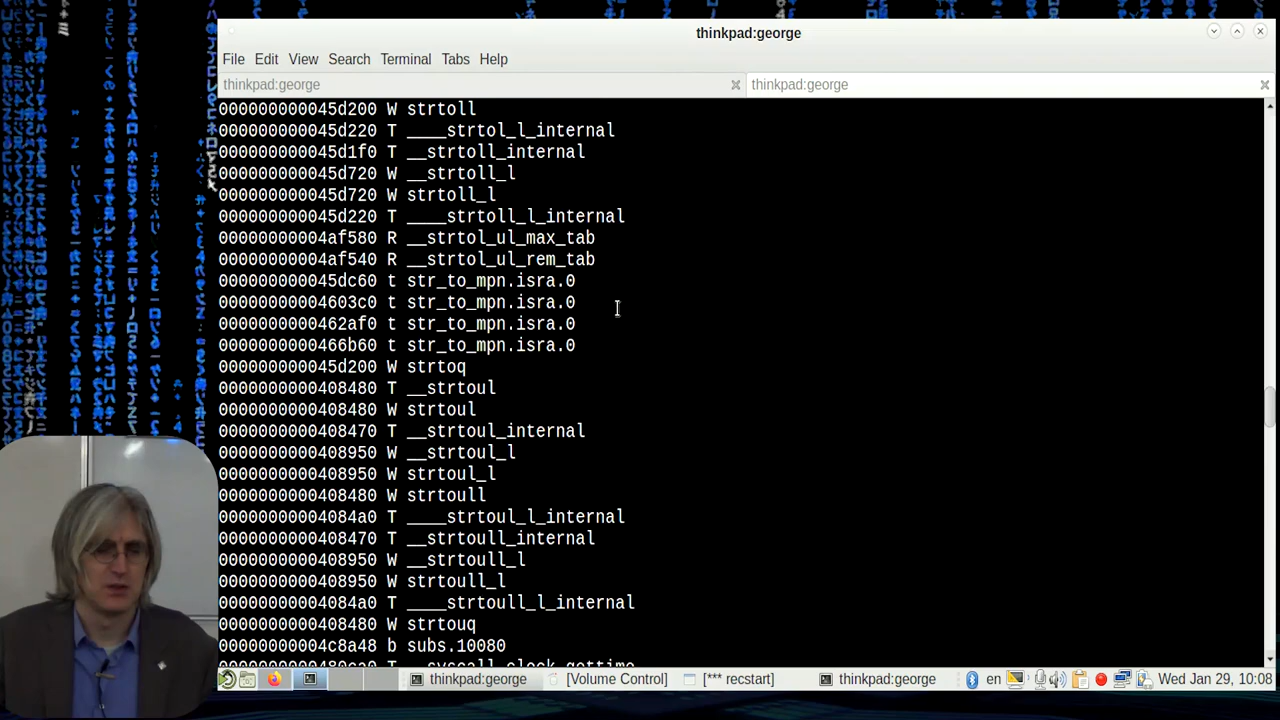 thinkpad:george
File Edit View Search Terminal Tabs Help
thinkpad:george thinkpad:george
000000000045d200 W strtoll
000000000045d220 T ____strtol_l_internal
000000000045d1f0 T __strtoll_internal
000000000045d720 W __strtoll_l
000000000045d720 W strtoll_l
000000000045d220 T ____strtoll_l_internal
00000000004af580 R __strtol_ul_max_tab
00000000004af540 R __strtol_ul_rem_tab
000000000045dc60 t str_to_mpn.isra.0
00000000004603c0 t str_to_mpn.isra.0
0000000000462af0 t str_to_mpn.isra.0
0000000000466b60 t str_to_mpn.isra.0
000000000045d200 W strtoq
0000000000408480 T __strtoul
0000000000408480 W strtoul
0000000000408470 T __strtoul_internal
0000000000408950 W __strtoul_l
0000000000408950 W strtoul_l
0000000000408480 W strtoull
00000000004084a0 T ____strtoul_l_internal
0000000000408470 T __strtoull_internal
0000000000408950 W __strtoull_l
0000000000408950 W strtoull_l
00000000004084a0 T ____strtoull_l_internal
0000000000408480 W strtouq
00000000004c8a48 b subs.10080
0000000000480ca0 T __syscall_clock_gettime
thinkpad:george [Volume Control] [*** recstart] thinkpad:george en Wed Jan 29, 10:08